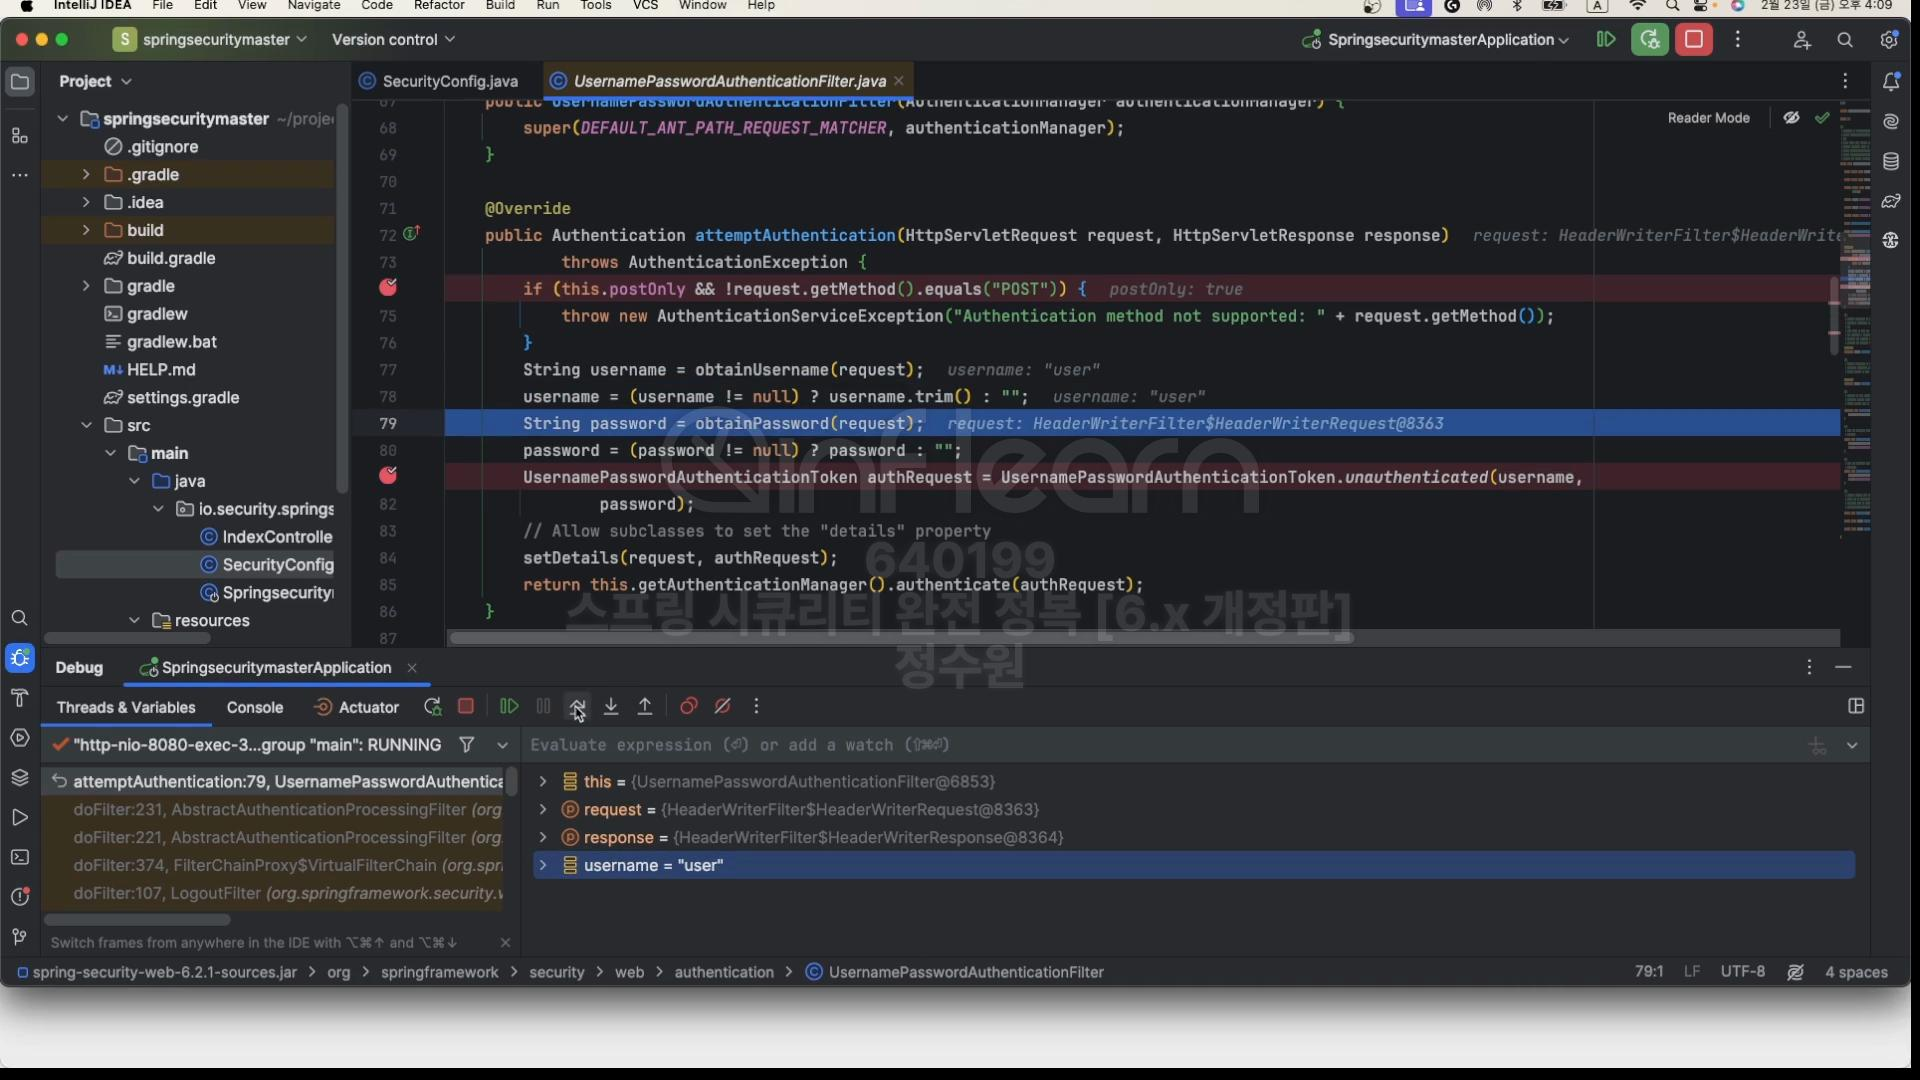 IntelliJ IDEA File Edit View Navigate Code Refactor Build Run Tools VCS Window Help A 2월 23일 (금) 오후 4:09
S springsecuritymaster Version control SpringsecuritymasterApplication
Project SecurityConfig.java UsernamePasswordAuthenticationFilter.java
springsecuritymaster
.gitignore
.gradle
.idea
build
build.gradle
gradle
gradlew
gradlew.bat
HELP.md
settings.gradle
src
main
java
io.security.springs
IndexControlle
SecurityConfig
Springsecurity
resources
Reader Mode
67 public UsernamePasswordAuthenticationFilter(AuthenticationManager authenticationManager) {
68 super(DEFAULT_ANT_PATH_REQUEST_MATCHER, authenticationManager);
69 }
70
71 @Override
72 public Authentication attemptAuthentication(HttpServletRequest request, HttpServletResponse response) request: HeaderWriterFilter$HeaderWrite
73 throws AuthenticationException {
if (this.postOnly && !request.getMethod().equals("POST")) { postOnly: true
75 throw new AuthenticationServiceException("Authentication method not supported: " + request.getMethod());
76 }
77 String username = obtainUsername(request); username: "user"
78 username = (username != null) ? username.trim() : ""; username: "user"
79 String password = obtainPassword(request); request: HeaderWriterFilter$HeaderWriterRequest@8363
80 password = (password != null) ? password : "";
UsernamePasswordAuthenticationToken authRequest = UsernamePasswordAuthenticationToken.unauthenticated(username,
82 password);
83 // Allow subclasses to set the "details" property
84 setDetails(request, authRequest);
85 return this.getAuthenticationManager().authenticate(authRequest);
86 }
87
inflearn
640199
스프링 시큐리티 완전 정복 [6.x 개정판]
정수원
Debug SpringsecuritymasterApplication
Threads & Variables Console Actuator
"http-nio-8080-exec-3...group "main": RUNNING
attemptAuthentication:79, UsernamePasswordAuthentica
doFilter:231, AbstractAuthenticationProcessingFilter (org
doFilter:221, AbstractAuthenticationProcessingFilter (org.
doFilter:374, FilterChainProxy$VirtualFilterChain (org.spri
doFilter:107, LogoutFilter (org.springframework.security.
Switch frames from anywhere in the IDE with ⌥⌘↑ and ⌥⌘↓
Evaluate expression (⏎) or add a watch (⇧⌘⏎)
this = {UsernamePasswordAuthenticationFilter@6853}
request = {HeaderWriterFilter$HeaderWriterRequest@8363}
response = {HeaderWriterFilter$HeaderWriterResponse@8364}
username = "user"
spring-security-web-6.2.1-sources.jar > org > springframework > security > web > authentication > UsernamePasswordAuthenticationFilter 79:1 LF UTF-8 4 spaces